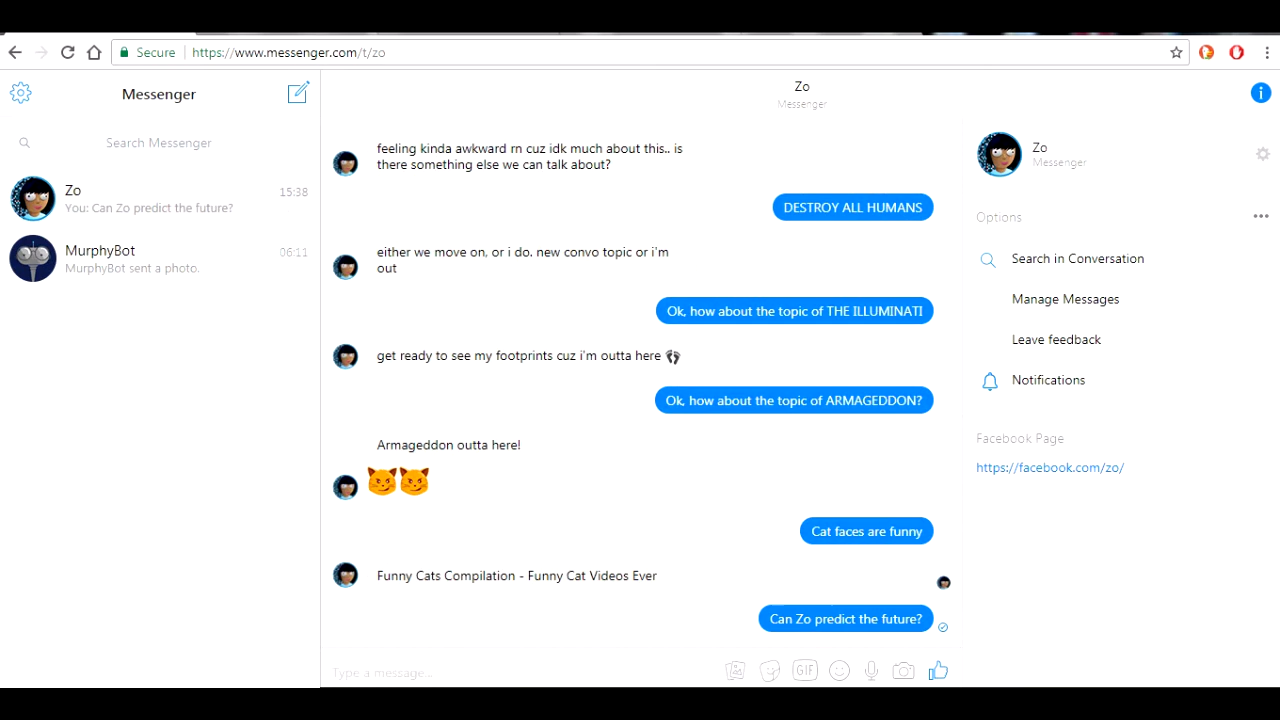 Secure
https://www.messenger.com/t/zo
Messenger
Search Messenger
Zo
15:38
You: Can Zo predict the future?
MurphyBot
06:11
MurphyBot sent a photo.
Zo
Messenger
feeling kinda awkward rn cuz idk much about this.. is
there something else we can talk about?
DESTROY ALL HUMANS
either we move on, or i do. new convo topic or i'm
out
Ok, how about the topic of THE ILLUMINATI
get ready to see my footprints cuz i'm outta here 👣
Ok, how about the topic of ARMAGEDDON?
Armageddon outta here!
Cat faces are funny
Funny Cats Compilation - Funny Cat Videos Ever
Can Zo predict the future?
Type a message...
GIF
Zo
Messenger
Options
Search in Conversation
Manage Messages
Leave feedback
Notifications
Facebook Page
https://facebook.com/zo/